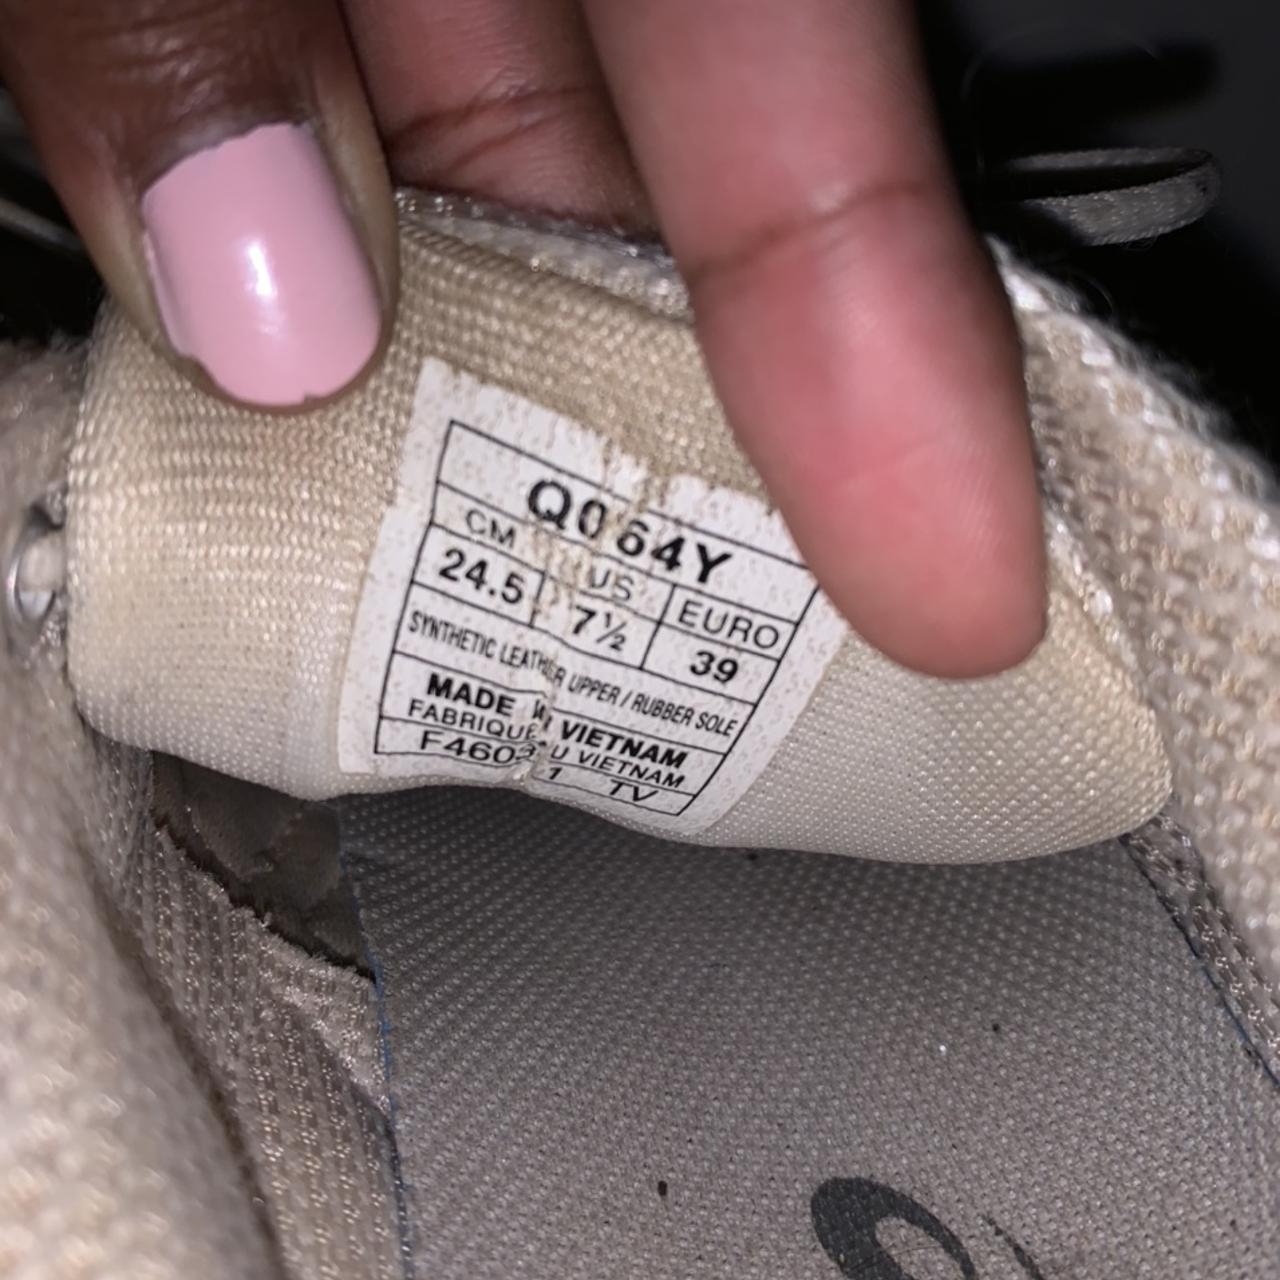 Q064Y
CM US EURO
24.5 7½ 39
SYNTHETIC LEATHER UPPER / RUBBER SOLE
MADE IN VIETNAM
FABRIQUE U VIETNAM
TV